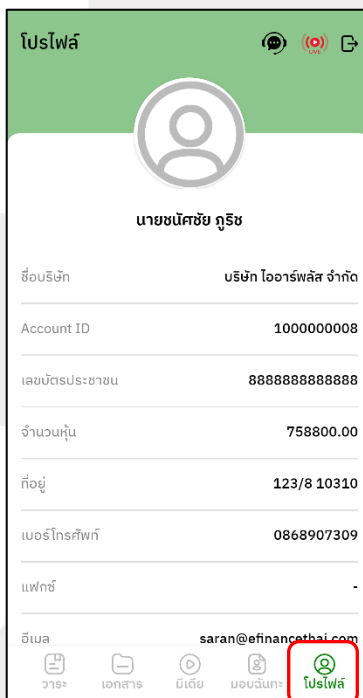 โปรไฟล์
LIVE
นายชนัศชัย ภูริช
ชื่อบริษัท บริษัท ไออาร์พลัส จำกัด
Account ID 1000000008
เลขบัตรประชาชน 8888888888888
จำนวนหุ้น 758800.00
ที่อยู่ 123/8 10310
เบอร์โทรศัพท์ 0868907309
แฟกซ์ -
อีเมล saran@efinancethai.com
วาระ เอกสาร มีเดีย มอบฉันทะ โปรไฟล์